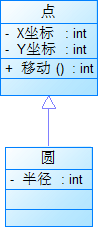 点
- X坐标 : int
- Y坐标 : int
+ 移动 () : int
圆
- 半径 : int